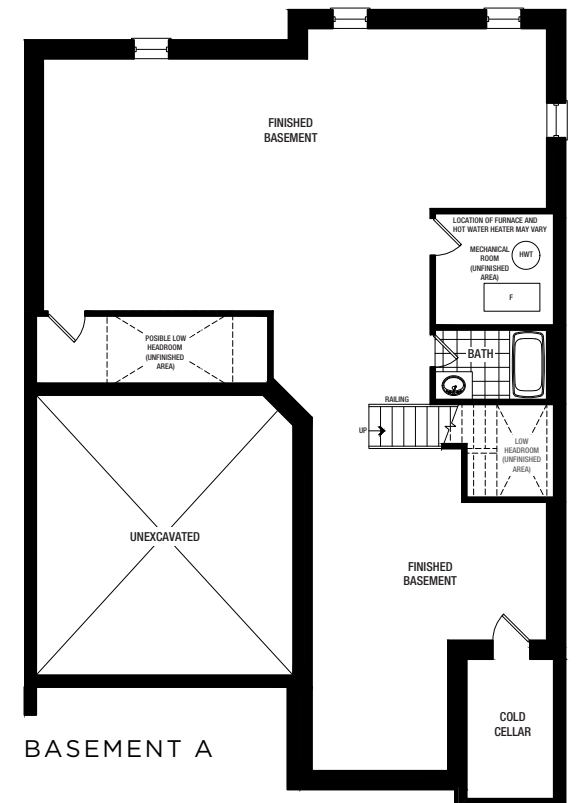 FINISHED
BASEMENT
LOCATION OF FURNACE AND
HOT WATER HEATER MAY VARY
MECHANICAL
ROOM
(UNFINISHED
AREA)
HWT
F
POSIBLE LOW
HEADROOM
(UNFINISHED
AREA)
BATH
RAILING
UP
LOW
HEADROOM
(UNFINISHED
AREA)
UNEXCAVATED
FINISHED
BASEMENT
COLD
CELLAR
BASEMENT A